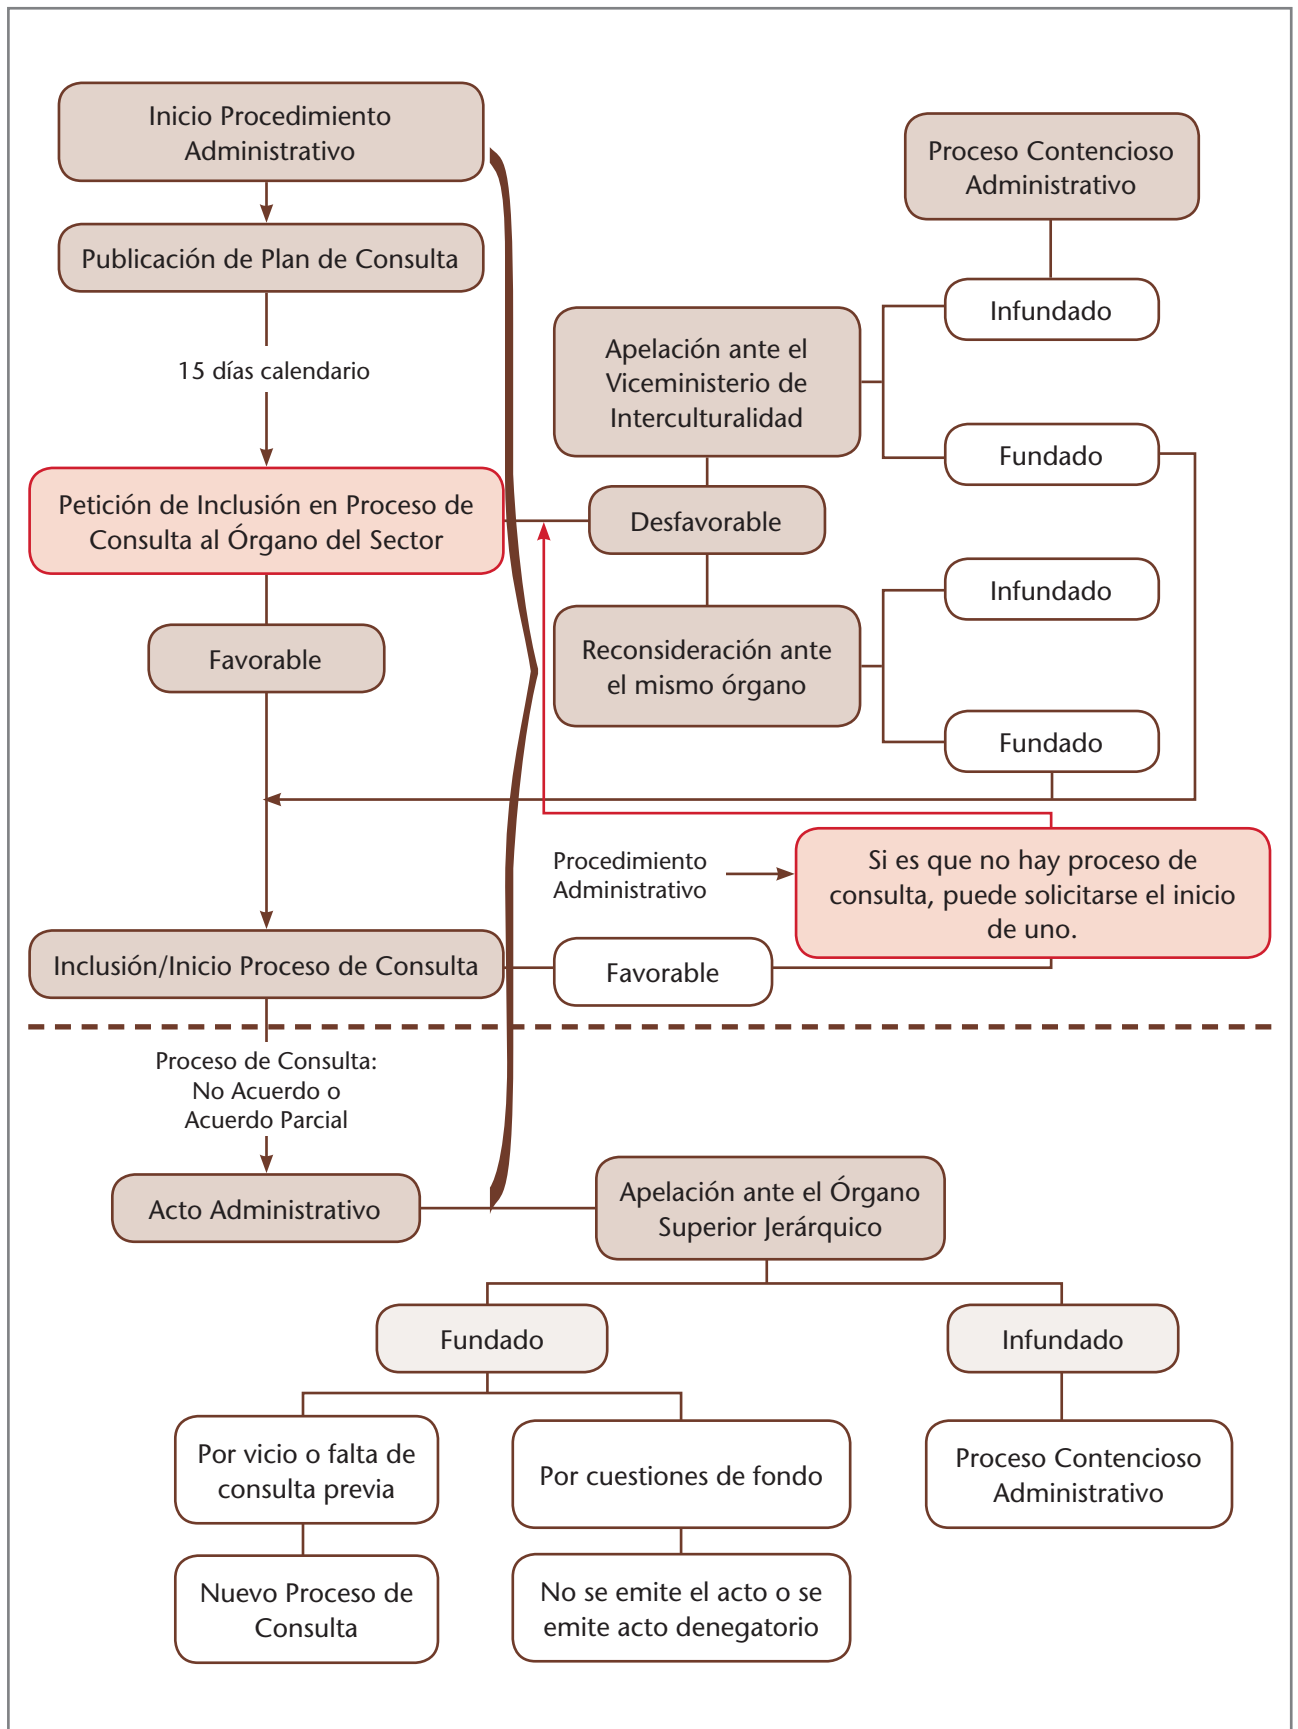 Inicio Procedimiento
Administrativo
Publicación de Plan de Consulta
15 días calendario
Petición de Inclusión en Proceso de
Consulta al Órgano del Sector
Favorable
Proceso Contencioso
Administrativo
Infundado
Apelación ante el
Viceministerio de
Interculturalidad
Fundado
Desfavorable
Infundado
Reconsideración ante
el mismo órgano
Fundado
Procedimiento
Administrativo
Si es que no hay proceso de
consulta, puede solicitarse el inicio
de uno.
Inclusión/Inicio Proceso de Consulta
Favorable
Proceso de Consulta:
No Acuerdo o
Acuerdo Parcial
Acto Administrativo
Apelación ante el Órgano
Superior Jerárquico
Fundado
Infundado
Por vicio o falta de
consulta previa
Por cuestiones de fondo
Proceso Contencioso
Administrativo
Nuevo Proceso de
Consulta
No se emite el acto o se
emite acto denegatorio